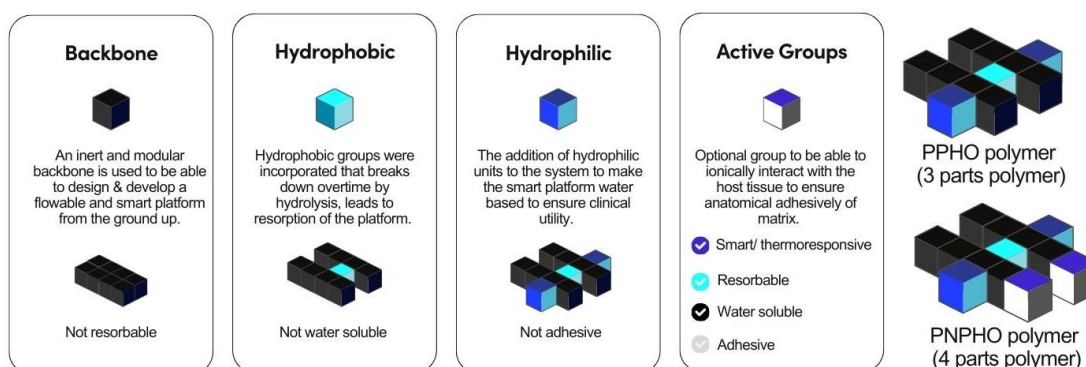 Backbone
An inert and modular
backbone is used to be able
to design & develop a
flowable and smart platform
from the ground up.
Not resorbable
Hydrophobic
Hydrophobic groups were
incorporated that breaks
down overtime by
hydrolysis, leads to
resorption of the platform.
Not water soluble
Hydrophilic
The addition of hydrophilic
units to the system to make
the smart platform water
based to ensure clinical
utility.
Not adhesive
Active Groups
Optional group to be able to
ionically interact with the
host tissue to ensure
anatomical adhesively of
matrix.
Smart/ thermoresponsive
Resorbable
Water soluble
Adhesive
PPHO polymer
(3 parts polymer)
PNPHO polymer
(4 parts polymer)